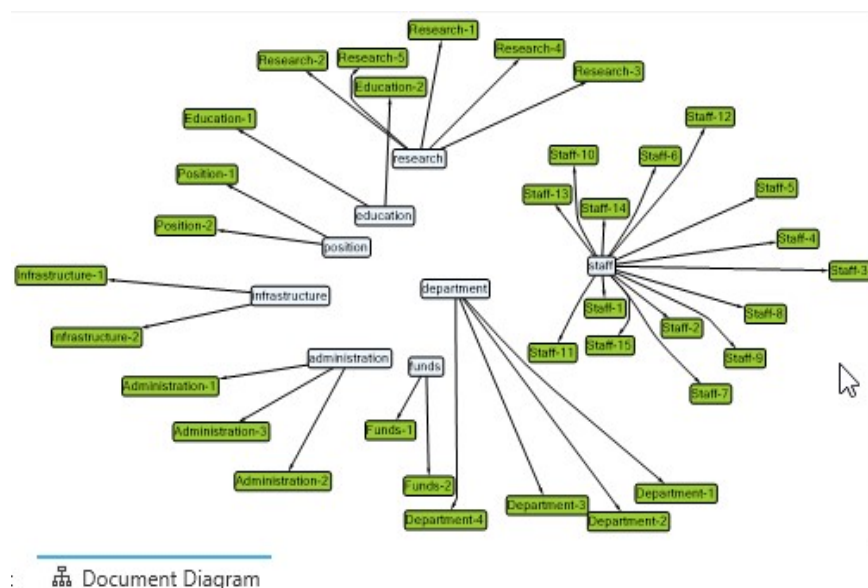 Research-1
Research-4
Research-2
Research-5
Research-3
Education-2
Education-1
Staff-12
research
Staff-10
Staff-6
Position-1
Staff-5
Staff-13
Staff-14
education
Position-2
position
Staff-4
staff
Staff-3
Infrastructure-1
infrastructure
department
Staff-1
Staff-8
Staff-2
Infrastructure-2
Staff-11
Staff-15
Staff-9
administration
funds
Administration-1
Staff-7
Administration-3
Funds-1
Administration-2
Funds-2
Department-1
Department-3
Department-4
Department-2
: Document Diagram